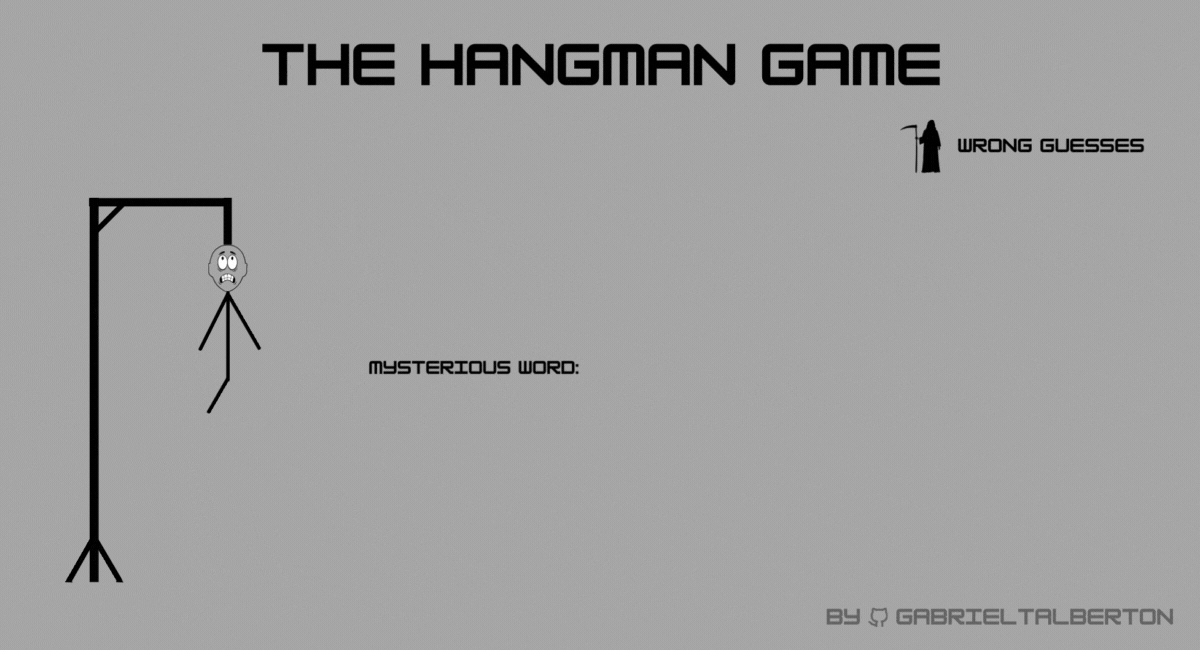 THE HANGMAN GAME
WRONG GUESSES
MYSTERIOUS WORD:
BY GABRIELTALBERTON